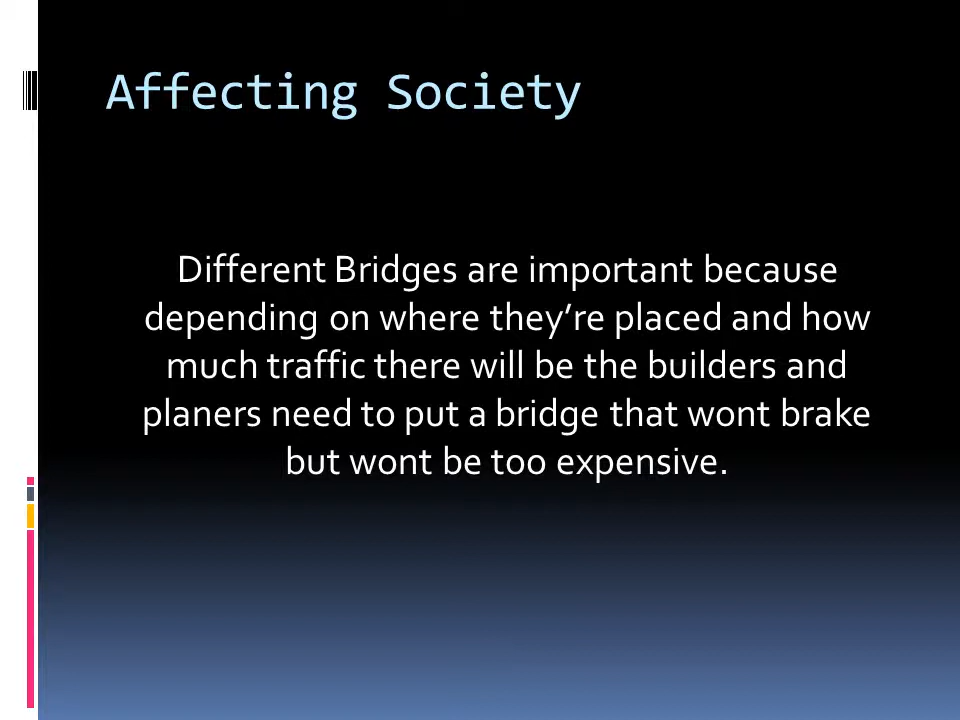 Affecting Society
Different Bridges are important because
depending on where they’re placed and how
much traffic there will be the builders and
planers need to put a bridge that wont brake
but wont be too expensive.